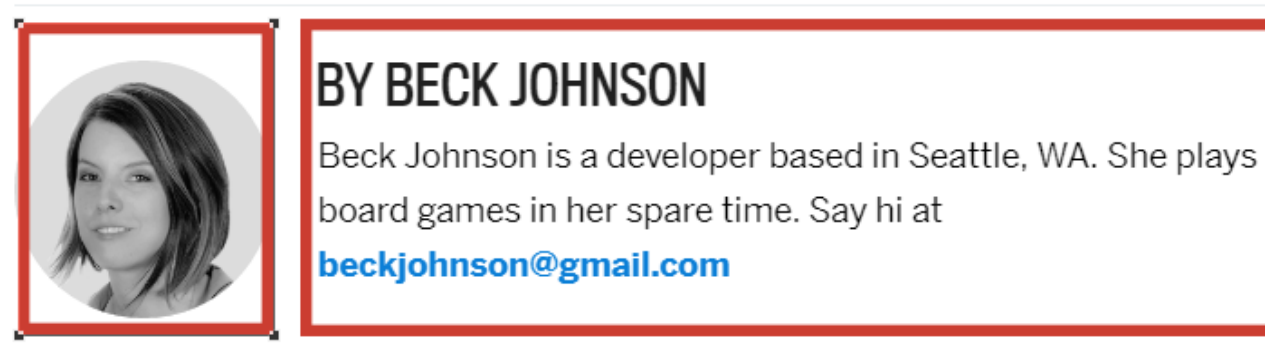 BY BECK JOHNSON
Beck Johnson is a developer based in Seattle, WA. She plays
board games in her spare time. Say hi at
beckjohnson@gmail.com